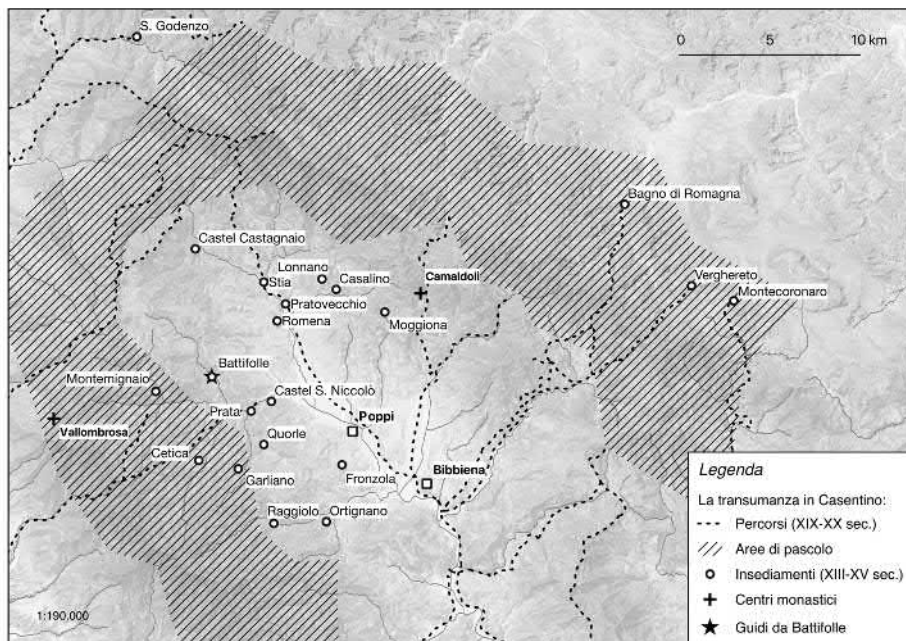 S. Godenzo
0 5 10 km
Bagno di Romagna
Castel Castagnaio
Lonnano
Casalino
Camaldoli
Stia
Verghereto
Montecoronaro
Pratovecchio
Romena
Moggiona
Battifolle
Montemignaio
Castel S. Niccolò
Prata
Poppi
Vallombrosa
Quorle
Cetica
Garliano
Fronzola
Bibbiena
Raggiolo
Ortignano
Legenda
La transumanza in Casentino:
Percorsi (XIX-XX sec.)
Aree di pascolo
Insediamenti (XIII-XV sec.)
Centri monastici
Guidi da Battifolle
1:190.000